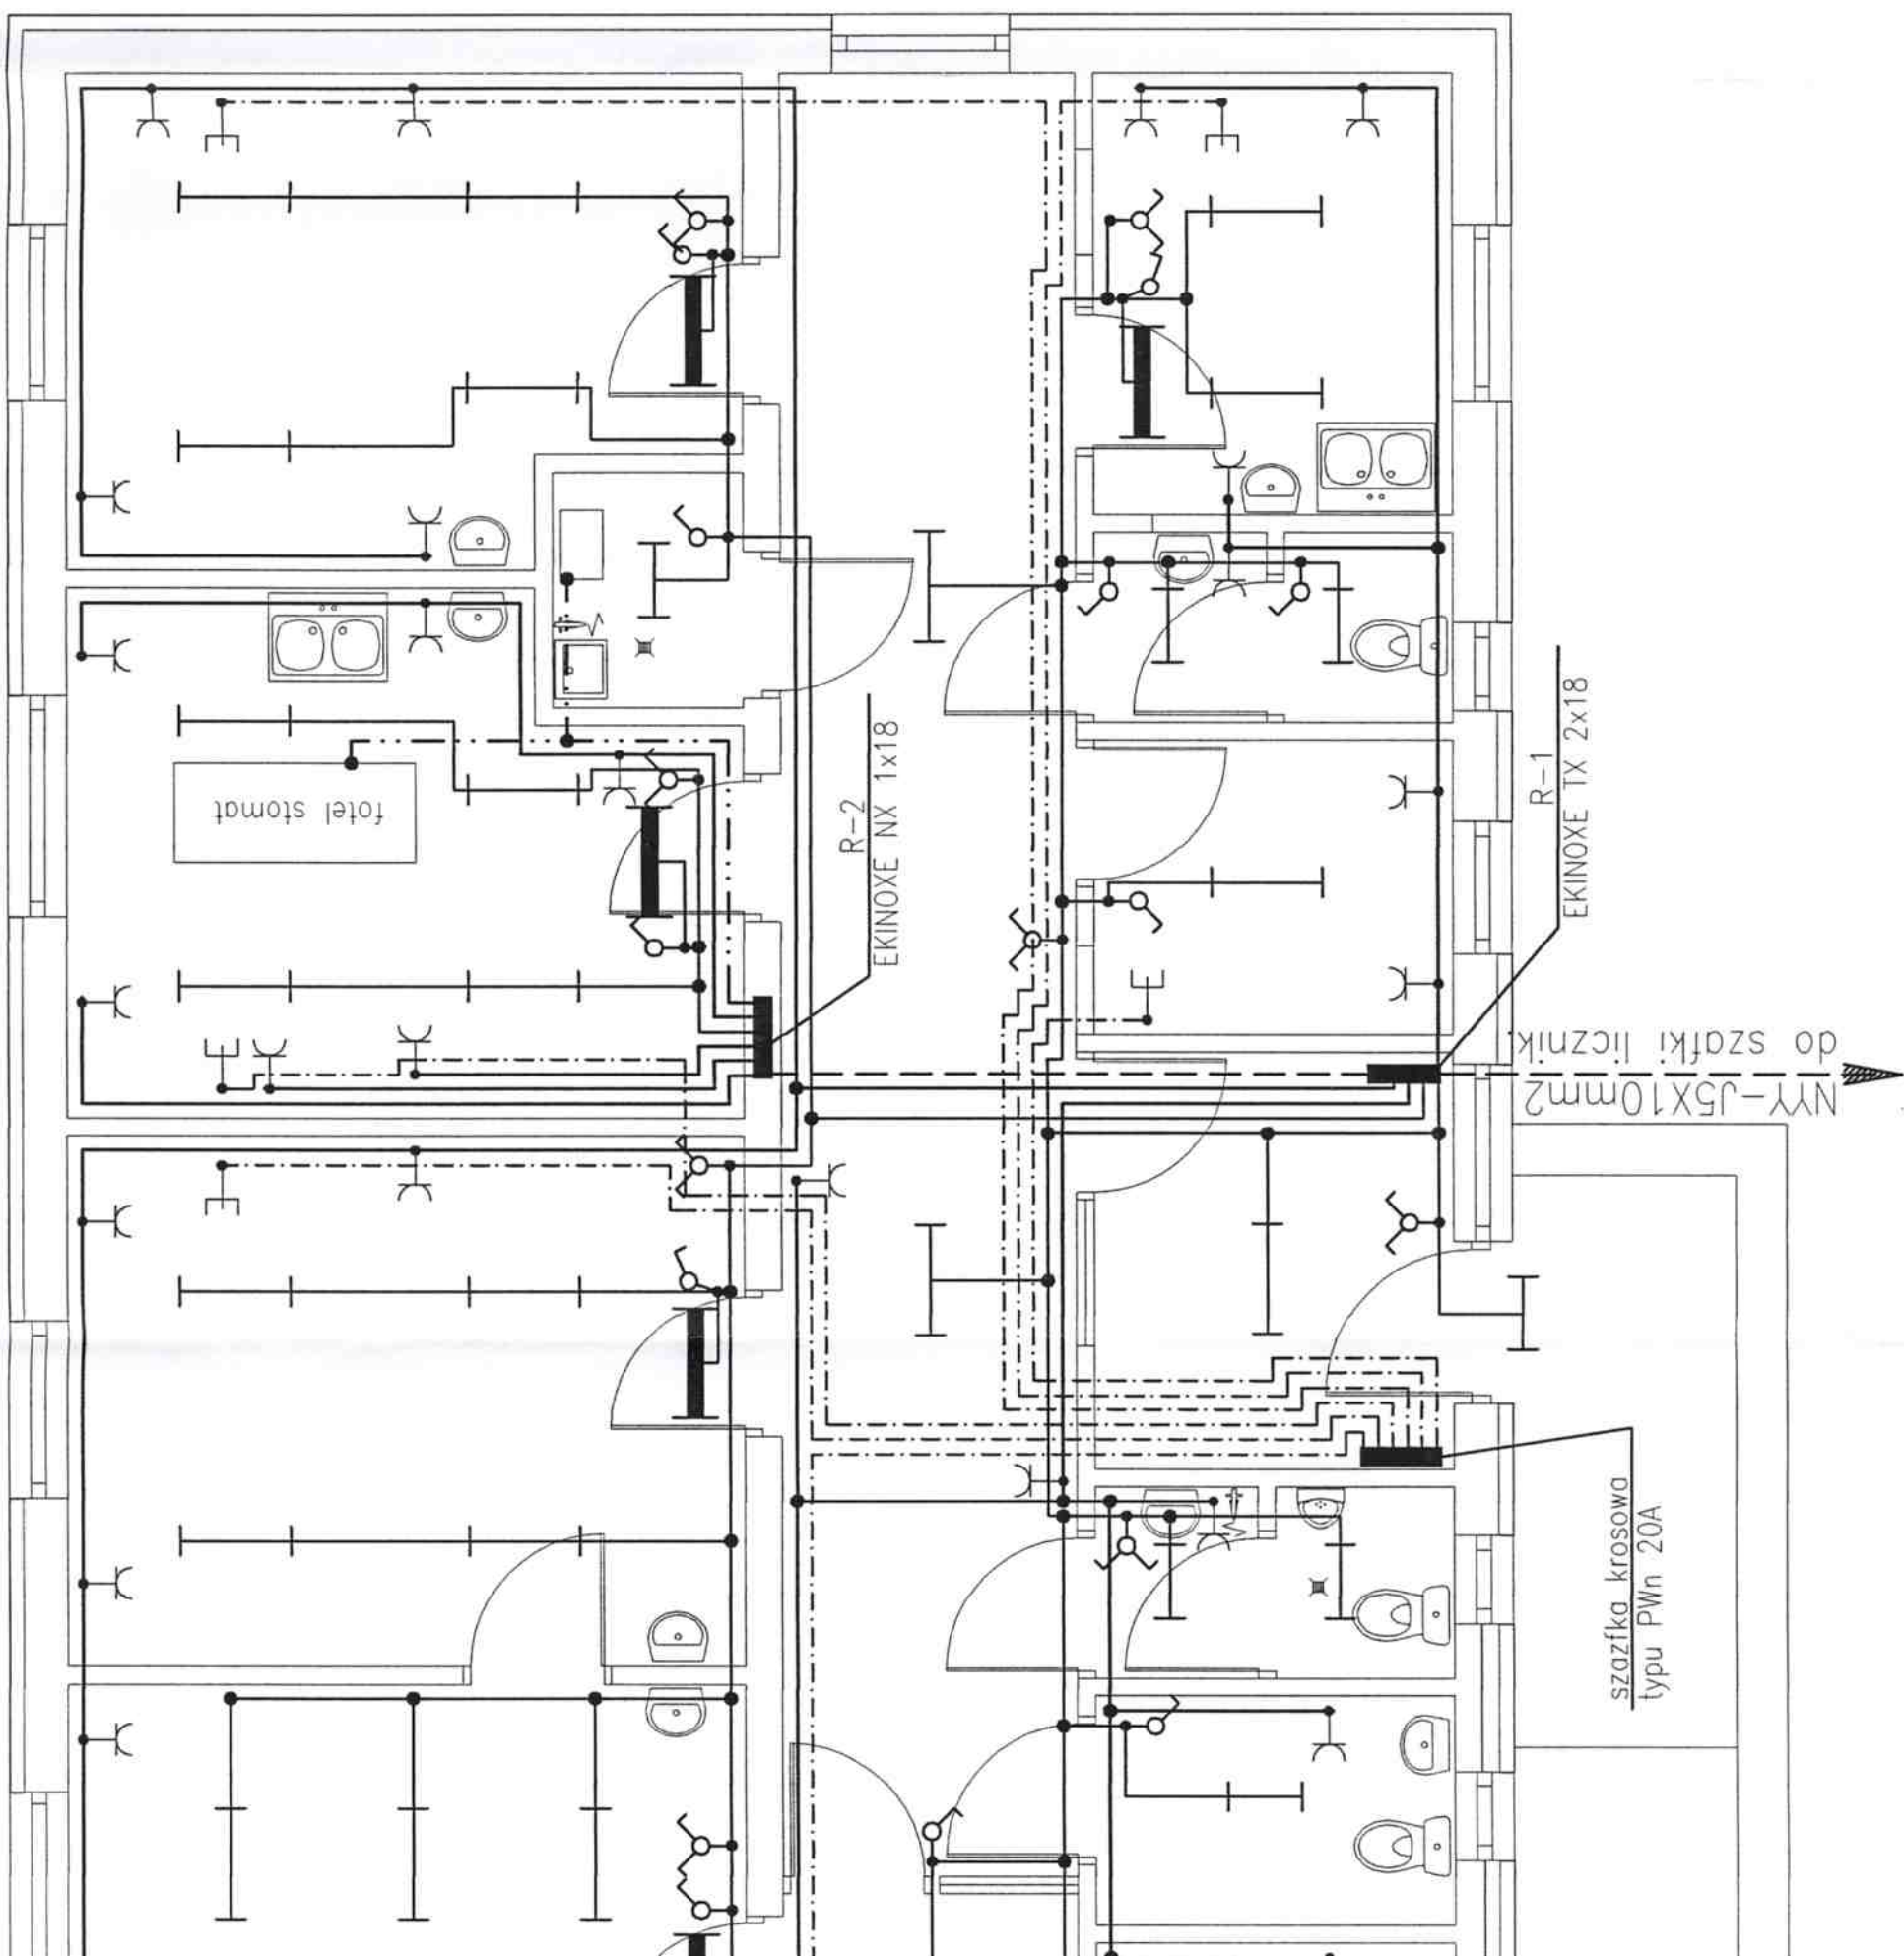 fotel stomat
R-2
EKINOXE NX 1x18
R-1
EKINOXE TX 2x18
NYY-J5X10mm2
do szafki licznik.
szazfka krosowa
typu PWn 20A